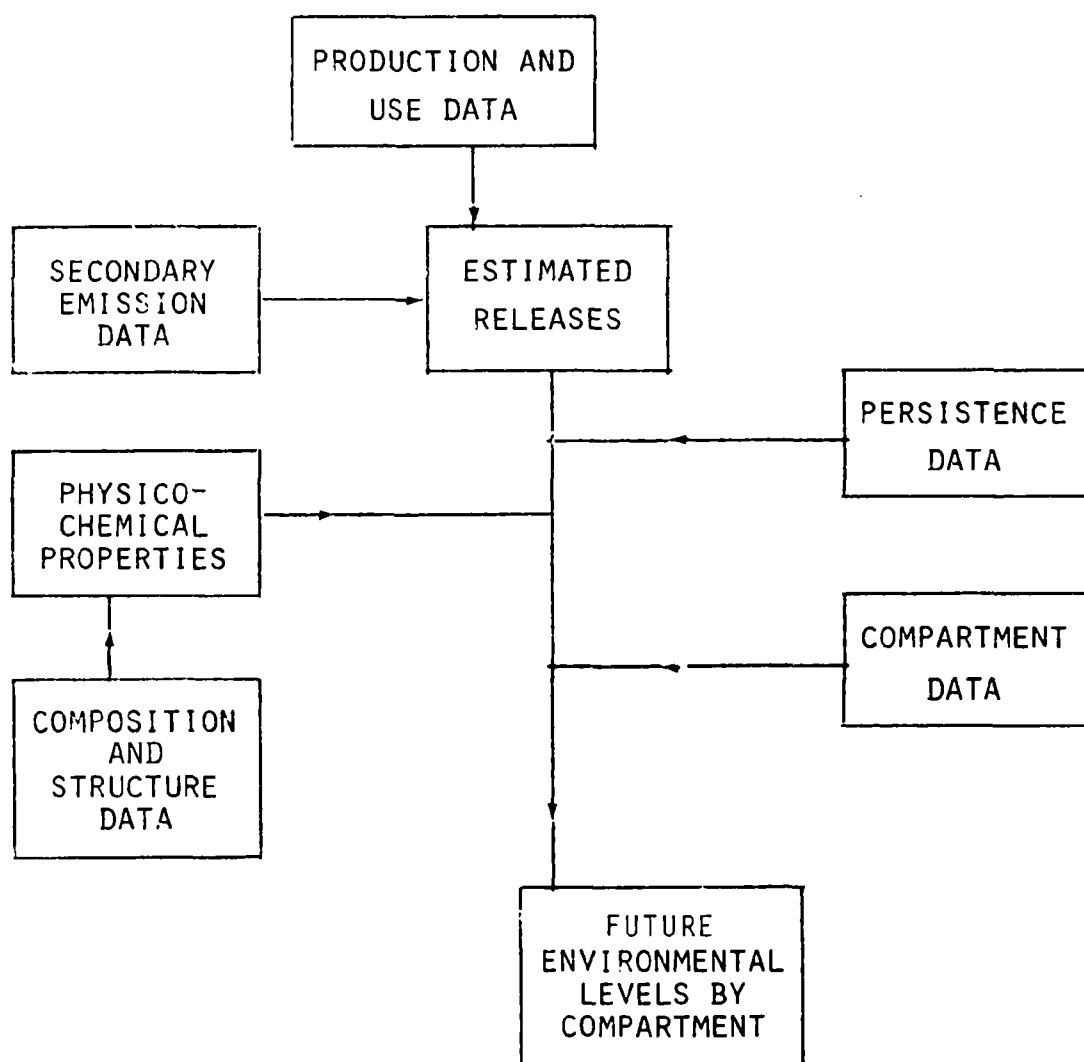 PRODUCTION AND
USE DATA
SECONDARY
EMISSION
DATA
ESTIMATED
RELEASES
PERSISTENCE
DATA
PHYSICO-
CHEMICAL
PROPERTIES
COMPARTMENT
DATA
COMPOSITION
AND
STRUCTURE
DATA
FUTURE
ENVIRONMENTAL
LEVELS BY
COMPARTMENT